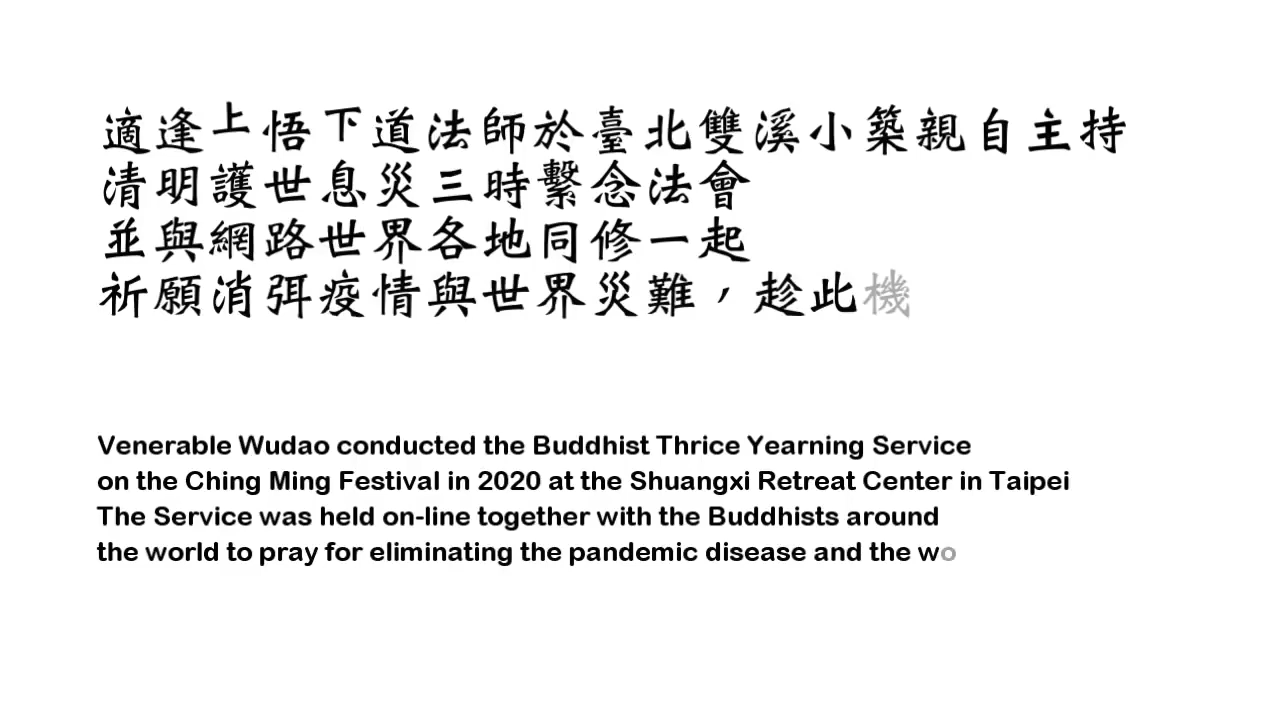 適逢上悟下道法師於臺北雙溪小築親自主持
清明護世息災三時繫念法會
並與網路世界各地同修一起
祈願消弭疫情與世界災難，趁此機
Venerable Wudao conducted the Buddhist Thrice Yearning Service
on the Ching Ming Festival in 2020 at the Shuangxi Retreat Center in Taipei
The Service was held on-line together with the Buddhists around
the world to pray for eliminating the pandemic disease and the wo